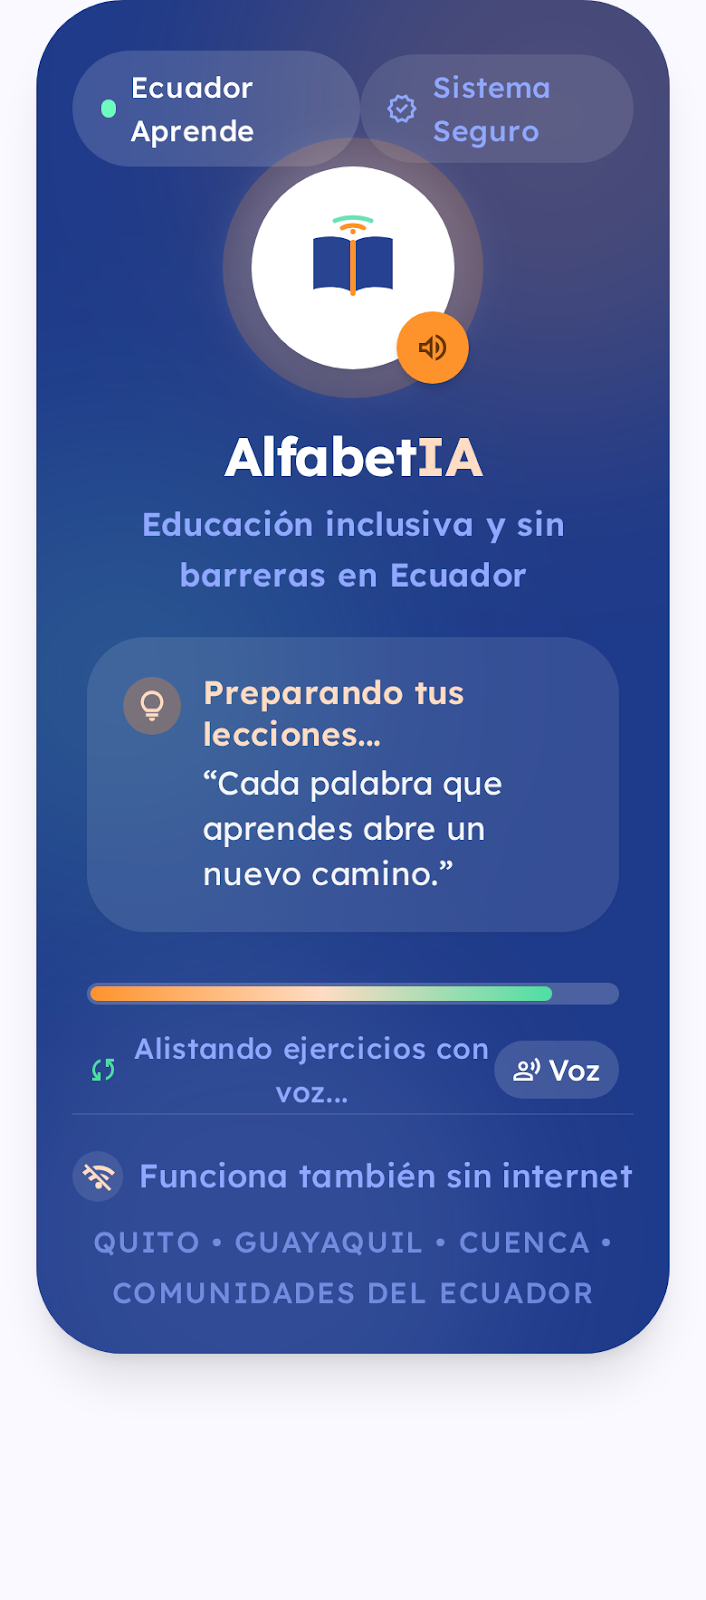 Ecuador
Aprende
Sistema
Seguro
AlfabetIA
Educación inclusiva y sin
barreras en Ecuador
Preparando tus
lecciones...
“Cada palabra que
aprendes abre un
nuevo camino.”
Alistando ejercicios con
voz...
Voz
Funciona también sin internet
QUITO • GUAYAQUIL • CUENCA •
COMUNIDADES DEL ECUADOR